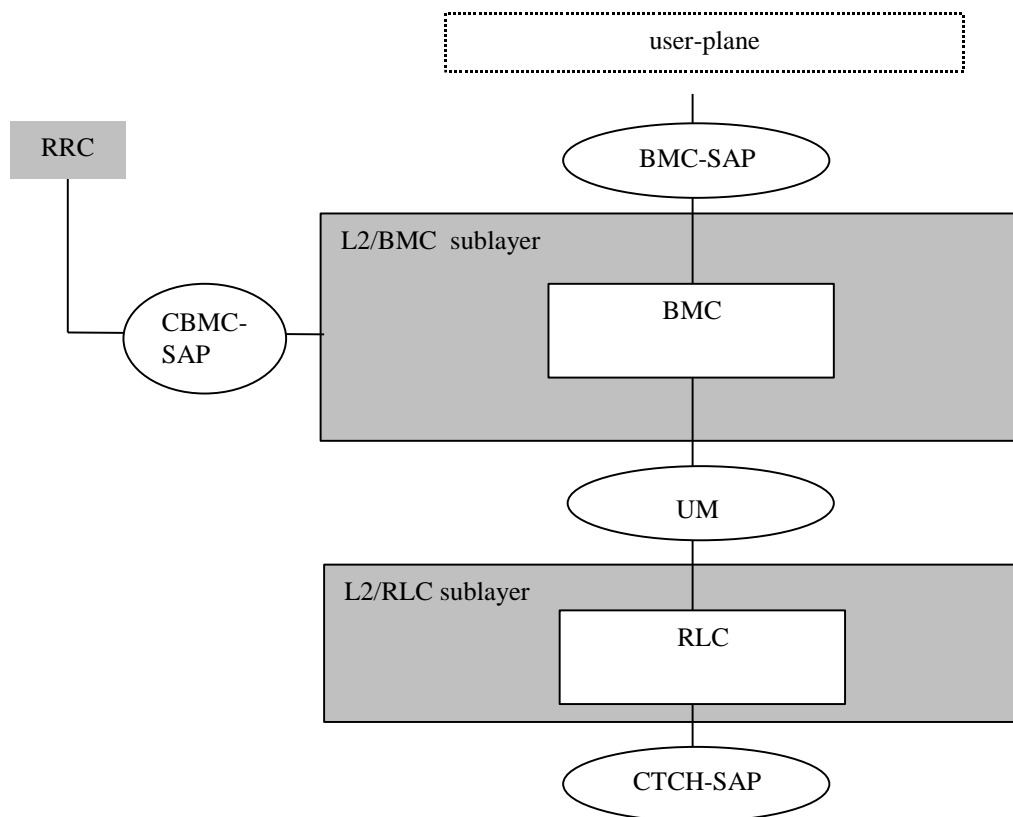 user-plane
RRC
BMC-SAP
L2/BMC  sublayer
BMC
CBMC-
SAP
UM
L2/RLC sublayer
RLC
CTCH-SAP